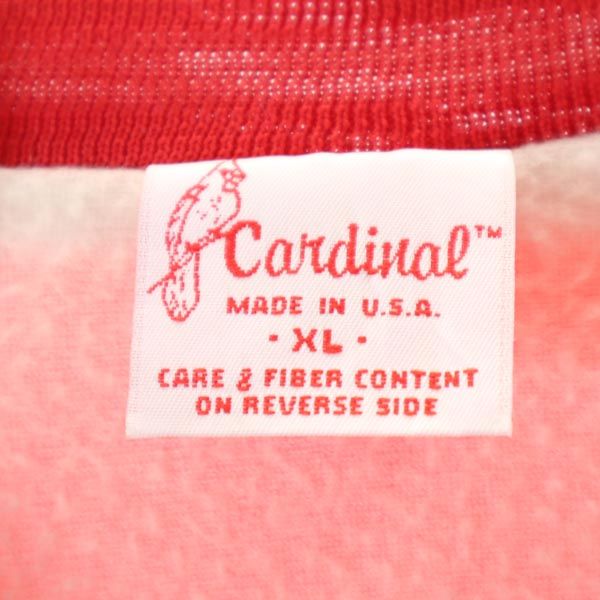 Cardinal™
MADE IN U.S.A.
· XL ·
CARE & FIBER CONTENT
ON REVERSE SIDE